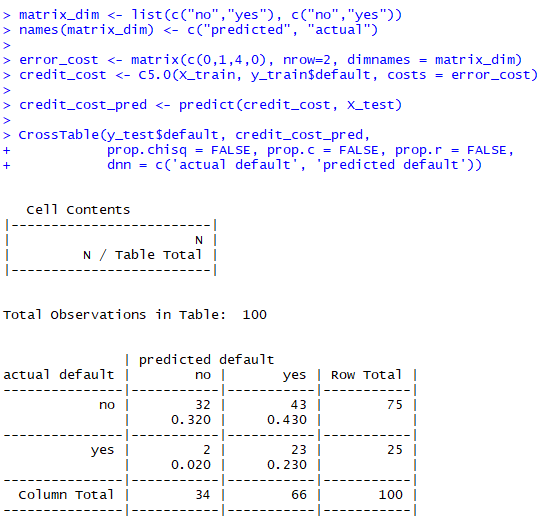 > matrix_dim <- list(c("no","yes"), c("no","yes"))
> names(matrix_dim) <- c("predicted", "actual")
>
> error_cost <- matrix(c(0,1,4,0), nrow=2, dimnames = matrix_dim)
> credit_cost <- C5.0(X_train, y_train$default, costs = error_cost)
>
> credit_cost_pred <- predict(credit_cost, X_test)
>
> CrossTable(y_test$default, credit_cost_pred,
+            prop.chisq = FALSE, prop.c = FALSE, prop.r = FALSE,
+            dnn = c('actual default', 'predicted default'))
   Cell Contents
|-------------------------|
|                       N |
|         N / Table Total |
|-------------------------|
Total Observations in Table:  100
               | predicted default
actual default |        no |       yes | Row Total |
---------------|-----------|-----------|-----------|
            no |        32 |        43 |        75 |
               |     0.320 |     0.430 |           |
---------------|-----------|-----------|-----------|
           yes |         2 |        23 |        25 |
               |     0.020 |     0.230 |           |
---------------|-----------|-----------|-----------|
  Column Total |        34 |        66 |       100 |
---------------|-----------|-----------|-----------|